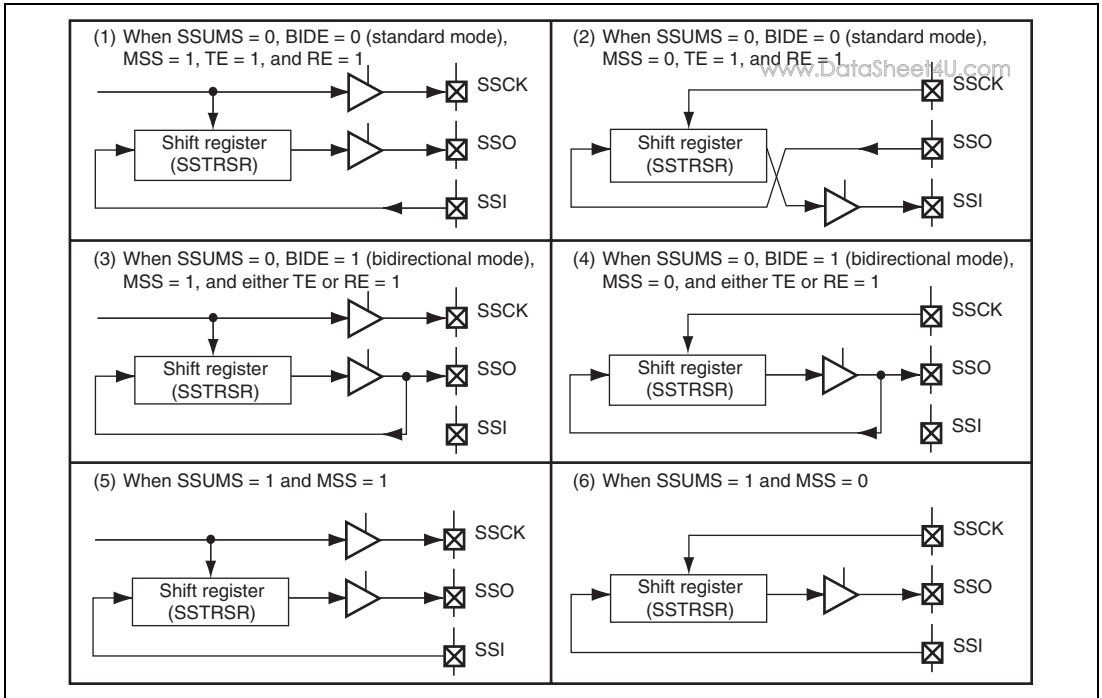 (1) When SSUMS = 0, BIDE = 0 (standard mode),
MSS = 1, TE = 1, and RE = 1
SSCK
Shift register
(SSTRSR)
SSO
SSI
(2) When SSUMS = 0, BIDE = 0 (standard mode),
MSS = 0, TE = 1, and RE = 1
www.DataSheet4U.com
SSCK
Shift register
(SSTRSR)
SSO
SSI
(3) When SSUMS = 0, BIDE = 1 (bidirectional mode),
MSS = 1, and either TE or RE = 1
SSCK
Shift register
(SSTRSR)
SSO
SSI
(4) When SSUMS = 0, BIDE = 1 (bidirectional mode),
MSS = 0, and either TE or RE = 1
SSCK
Shift register
(SSTRSR)
SSO
SSI
(5) When SSUMS = 1 and MSS = 1
SSCK
Shift register
(SSTRSR)
SSO
SSI
(6) When SSUMS = 1 and MSS = 0
SSCK
Shift register
(SSTRSR)
SSO
SSI